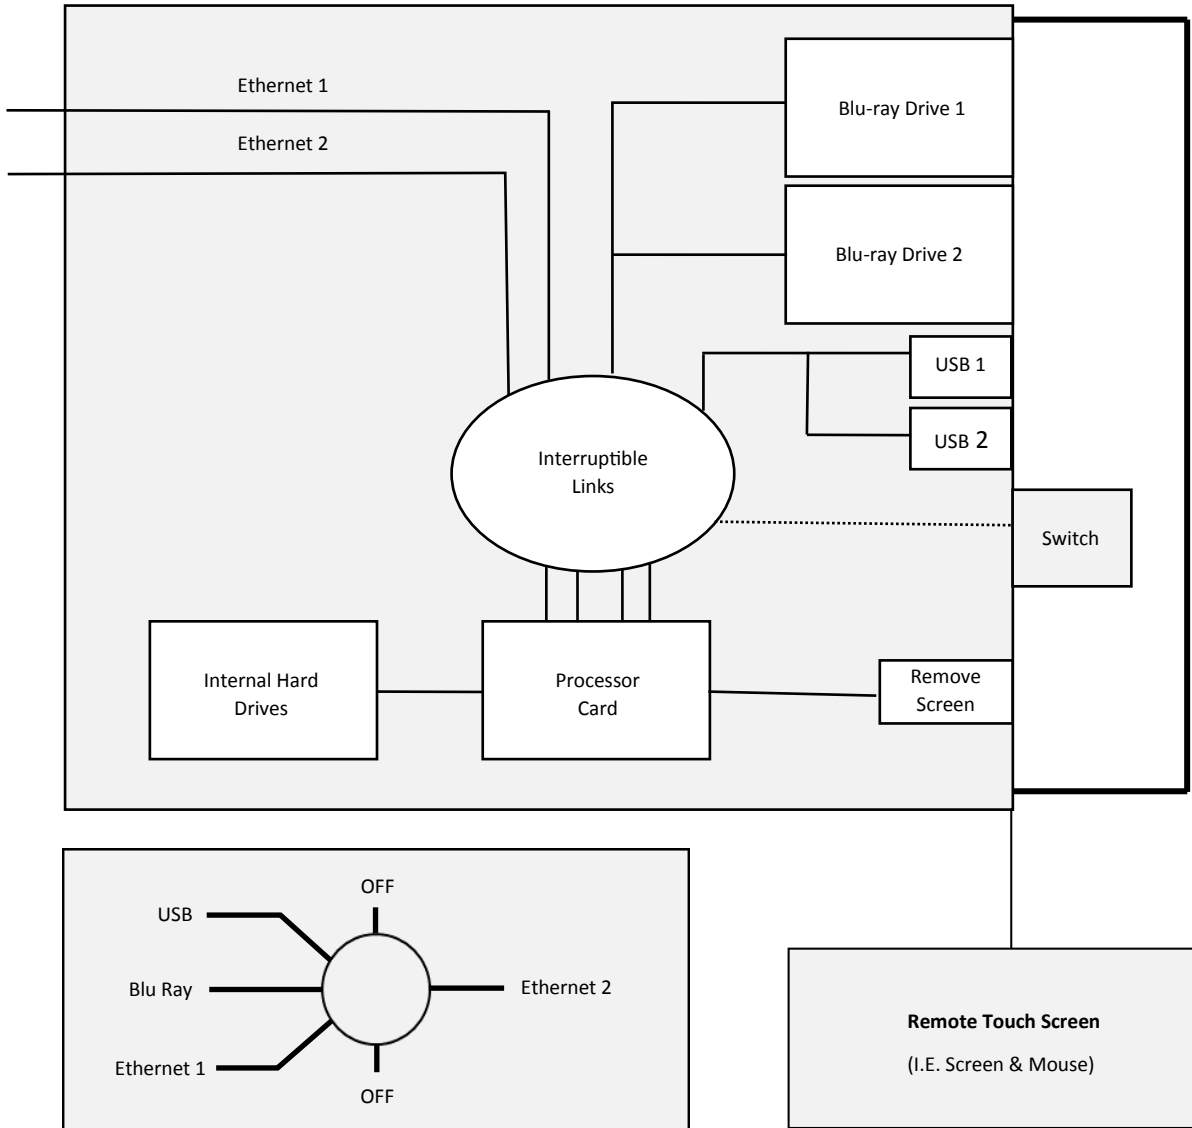 Ethernet 1
Ethernet 2
Blu-ray Drive 1
Blu-ray Drive 2
USB 1
USB 2
Interruptible
Links
Switch
Internal Hard
Drives
Processor
Card
Remove
Screen
OFF
USB
Blu Ray
Ethernet 2
Ethernet 1
OFF
Remote Touch Screen
(I.E. Screen & Mouse)